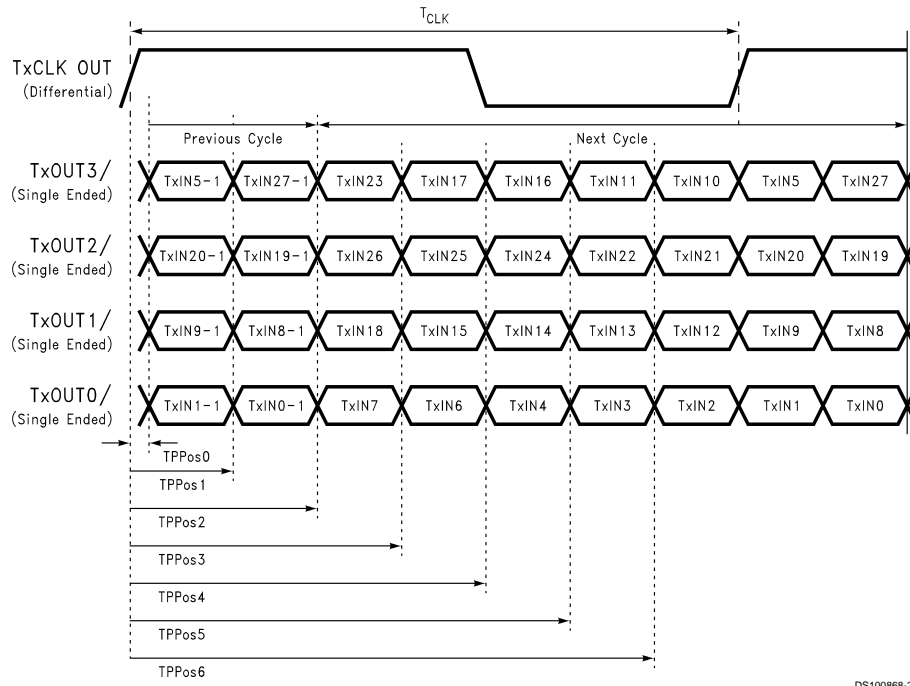 TCLK
TxCLK OUT
(Differential)
Previous Cycle Next Cycle
TxOUT3/
(Single Ended)
TxIN5-1 TxIN27-1 TxIN23 TxIN17 TxIN16 TxIN11 TxIN10 TxIN5 TxIN27
TxOUT2/
(Single Ended)
TxIN20-1 TxIN19-1 TxIN26 TxIN25 TxIN24 TxIN22 TxIN21 TxIN20 TxIN19
TxOUT1/
(Single Ended)
TxIN9-1 TxIN8-1 TxIN18 TxIN15 TxIN14 TxIN13 TxIN12 TxIN9 TxIN8
TxOUT0/
(Single Ended)
TxIN1-1 TxIN0-1 TxIN7 TxIN6 TxIN4 TxIN3 TxIN2 TxIN1 TxIN0
TPPos0
TPPos1
TPPos2
TPPos3
TPPos4
TPPos5
TPPos6